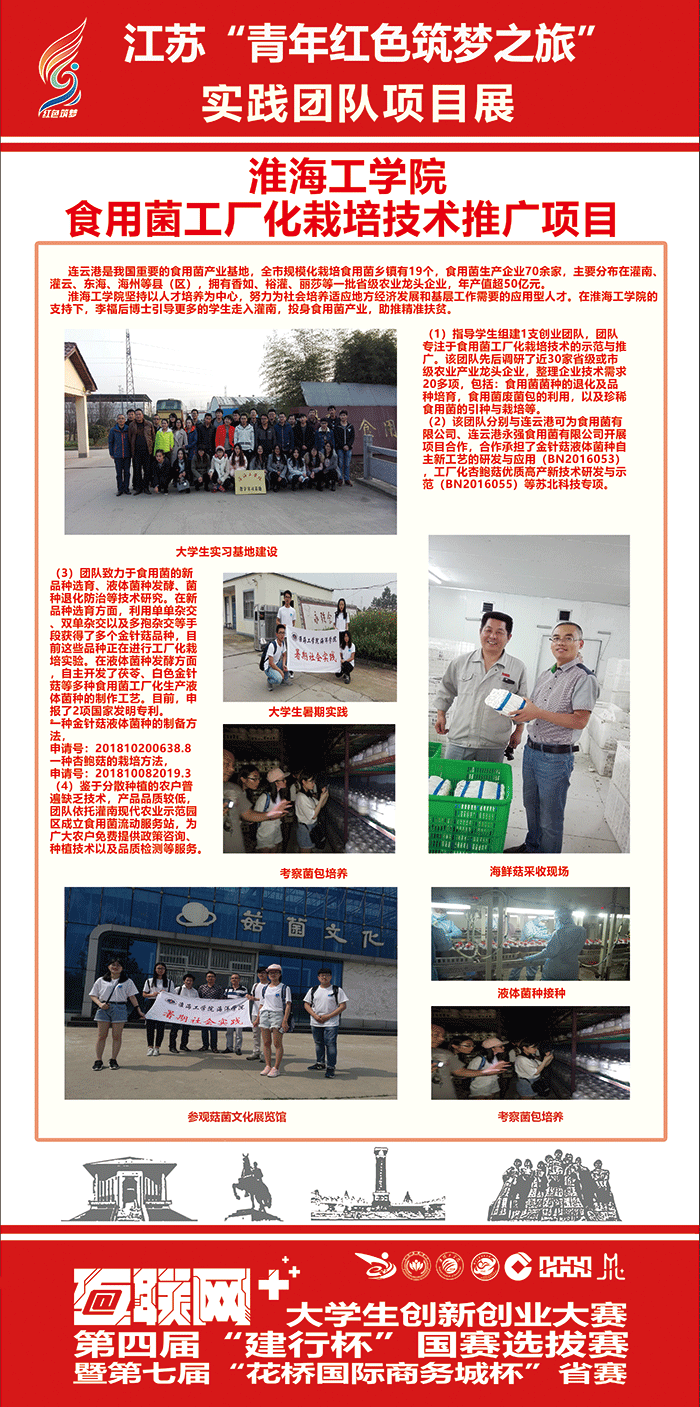 红色筑梦
江苏“青年红色筑梦之旅”
实践团队项目展
淮海工学院
食用菌工厂化栽培技术推广项目
连云港是我国重要的食用菌产业基地，全市规模化栽培食用菌乡镇有19个，食用菌生产企业70余家，主要分布在灌南、
灌云、东海、海州等县（区），拥有香如、裕灌、丽莎等一批省级农业龙头企业，年产值超50亿元。
淮海工学院坚持以人才培养为中心，努力为社会培养适应地方经济发展和基层工作需要的应用型人才。在淮海工学院的
支持下，李福后博士引导更多的学生走入灌南，投身食用菌产业，助推精准扶贫。
（1）指导学生组建1支创业团队，团队
专注于食用菌工厂化栽培技术的示范与推
广。该团队先后调研了近30家省级或市
级农业产业龙头企业，整理企业技术需求
20多项，包括：食用菌菌种的退化及品
种培育，食用菌废菌包的利用，以及珍稀
食用菌的引种与栽培等。
（2）该团队分别与连云港可为食用菌有
限公司、连云港永强食用菌有限公司开展
项目合作，合作承担了金针菇液体菌种自
主新工艺的研发与应用（BN2016053）
，工厂化杏鲍菇优质高产新技术研发与示
范（BN2016055）等苏北科技专项。
大学生实习基地建设
（3）团队致力于食用菌的新
品种选育、液体菌种发酵、菌
种退化防治等技术研究。在新
品种选育方面，利用单单杂交
、双单杂交以及多孢杂交等手
段获得了多个金针菇品种，目
前这些品种正在进行工厂化栽
培实验。在液体菌种发酵方面
，自主开发了茯苓、白色金针
菇等多种食用菌工厂化生产液
体菌种的制作工艺。目前，申
报了2项国家发明专利。
一种金针菇液体菌种的制备方
法，
申请号：201810200638.8
一种杏鲍菇的栽培方法，
申请号：201810082019.3
（4）鉴于分散种植的农户普
遍缺乏技术，产品品质较低，
团队依托灌南现代农业示范园
区成立食用菌流动服务站，为
广大农户免费提供政策咨询、
种植技术以及品质检测等服务。
淮海工学院海洋学院
暑期社会实践
大学生暑期实践
考察菌包培养
海鲜菇采收现场
菇菌文化
淮海工学院海洋学院
暑期社会实践
参观菇菌文化展览馆
液体菌种接种
考察菌包培养
互联网++
大学生创新创业大赛
第四届“建行杯”国赛选拔赛
暨第七届“花桥国际商务城杯”省赛